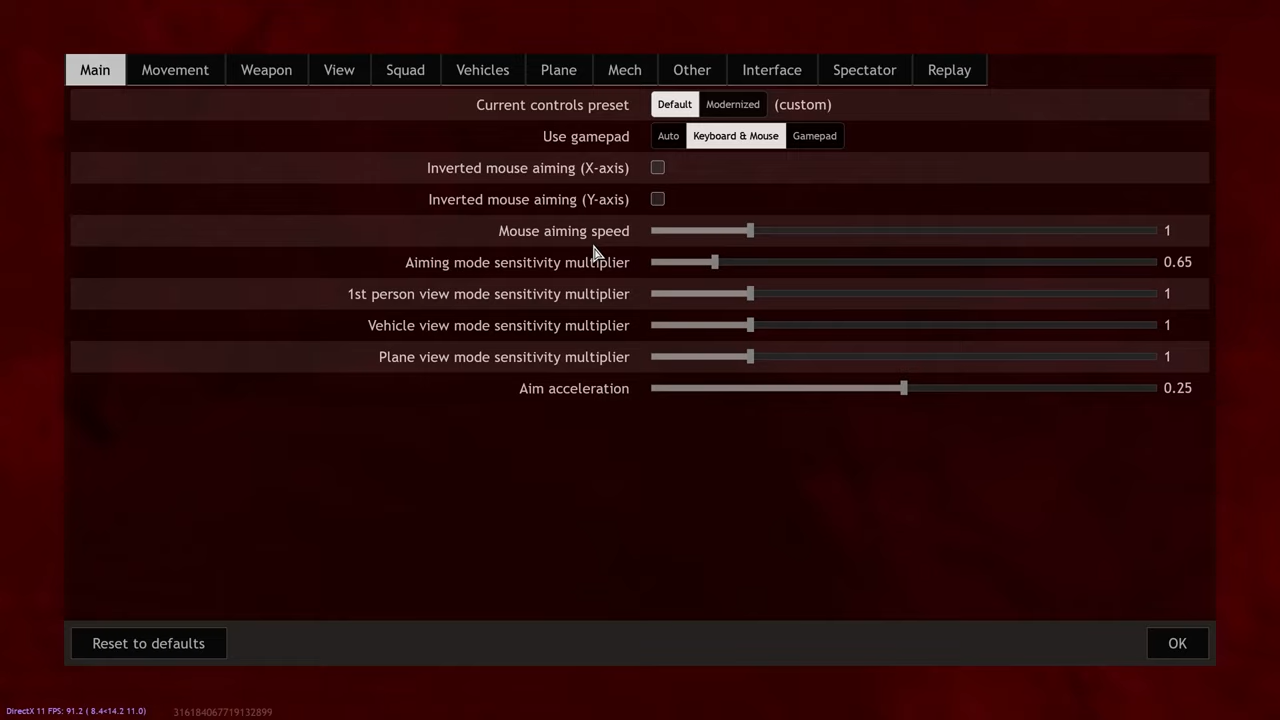 Main Movement Weapon View Squad Vehicles Plane Mech Other Interface Spectator Replay
Current controls preset Default Modernized (custom)
Use gamepad Auto Keyboard & Mouse Gamepad
Inverted mouse aiming (X-axis)
Inverted mouse aiming (Y-axis)
Mouse aiming speed 1
Aiming mode sensitivity multiplier 0.65
1st person view mode sensitivity multiplier 1
Vehicle view mode sensitivity multiplier 1
Plane view mode sensitivity multiplier 1
Aim acceleration 0.25
Reset to defaults OK
DirectX 11 FPS: 91.2 ( 8.4<14.2 11.0) 316184067719132899